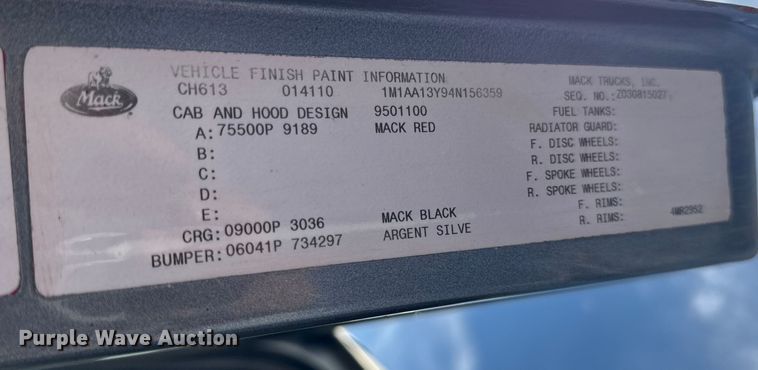 Mack
VEHICLE FINISH PAINT INFORMATION MACK TRUCKS, INC.
CH613 014110 1M1AA13Y94N156359 SEQ. NO.: Z030815027
CAB AND HOOD DESIGN 9501100 FUEL TANKS:
A: 75500P 9189 MACK RED RADIATOR GUARD:
B: F. DISC WHEELS:
C: R. DISC WHEELS:
D: F. SPOKE WHEELS:
E: R. SPOKE WHEELS:
CRG: 09000P 3036 MACK BLACK F. RIMS: 4MR2952
BUMPER: 06041P 734297 ARGENT SILVE R. RIMS:
Purple Wave Auction